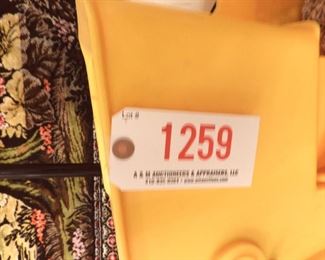 Lot #
1259
A & M AUCTIONEERS & APPRAISERS, LLC